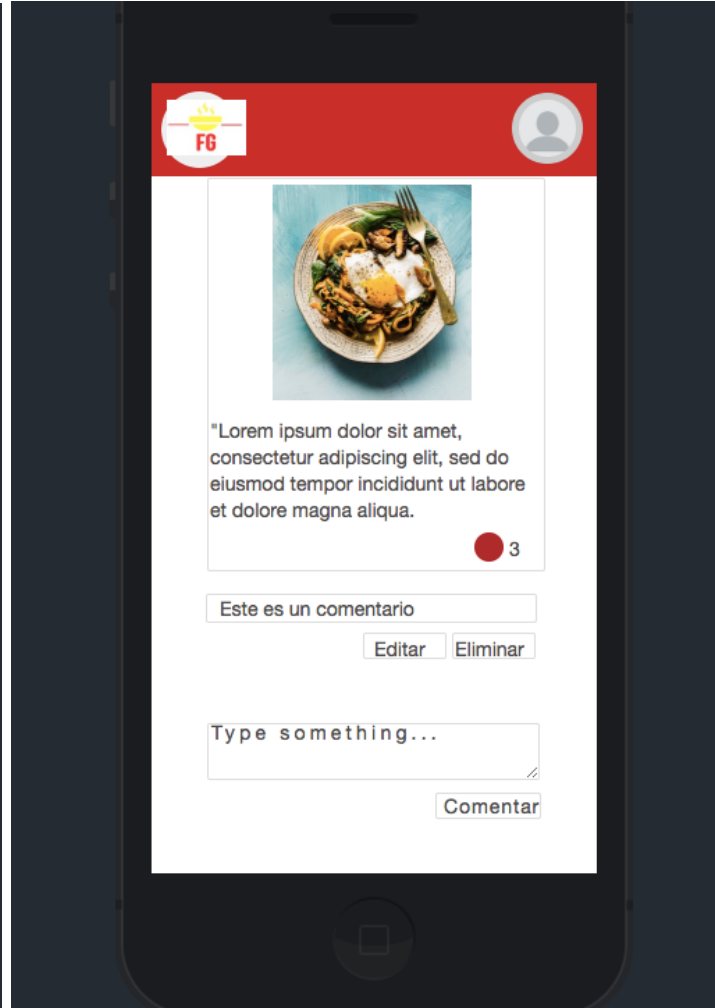 FG
"Lorem ipsum dolor sit amet,
consectetur adipiscing elit, sed do
eiusmod tempor incididunt ut labore
et dolore magna aliqua.
3
Este es un comentario
Editar Eliminar
Type something...
Comentar